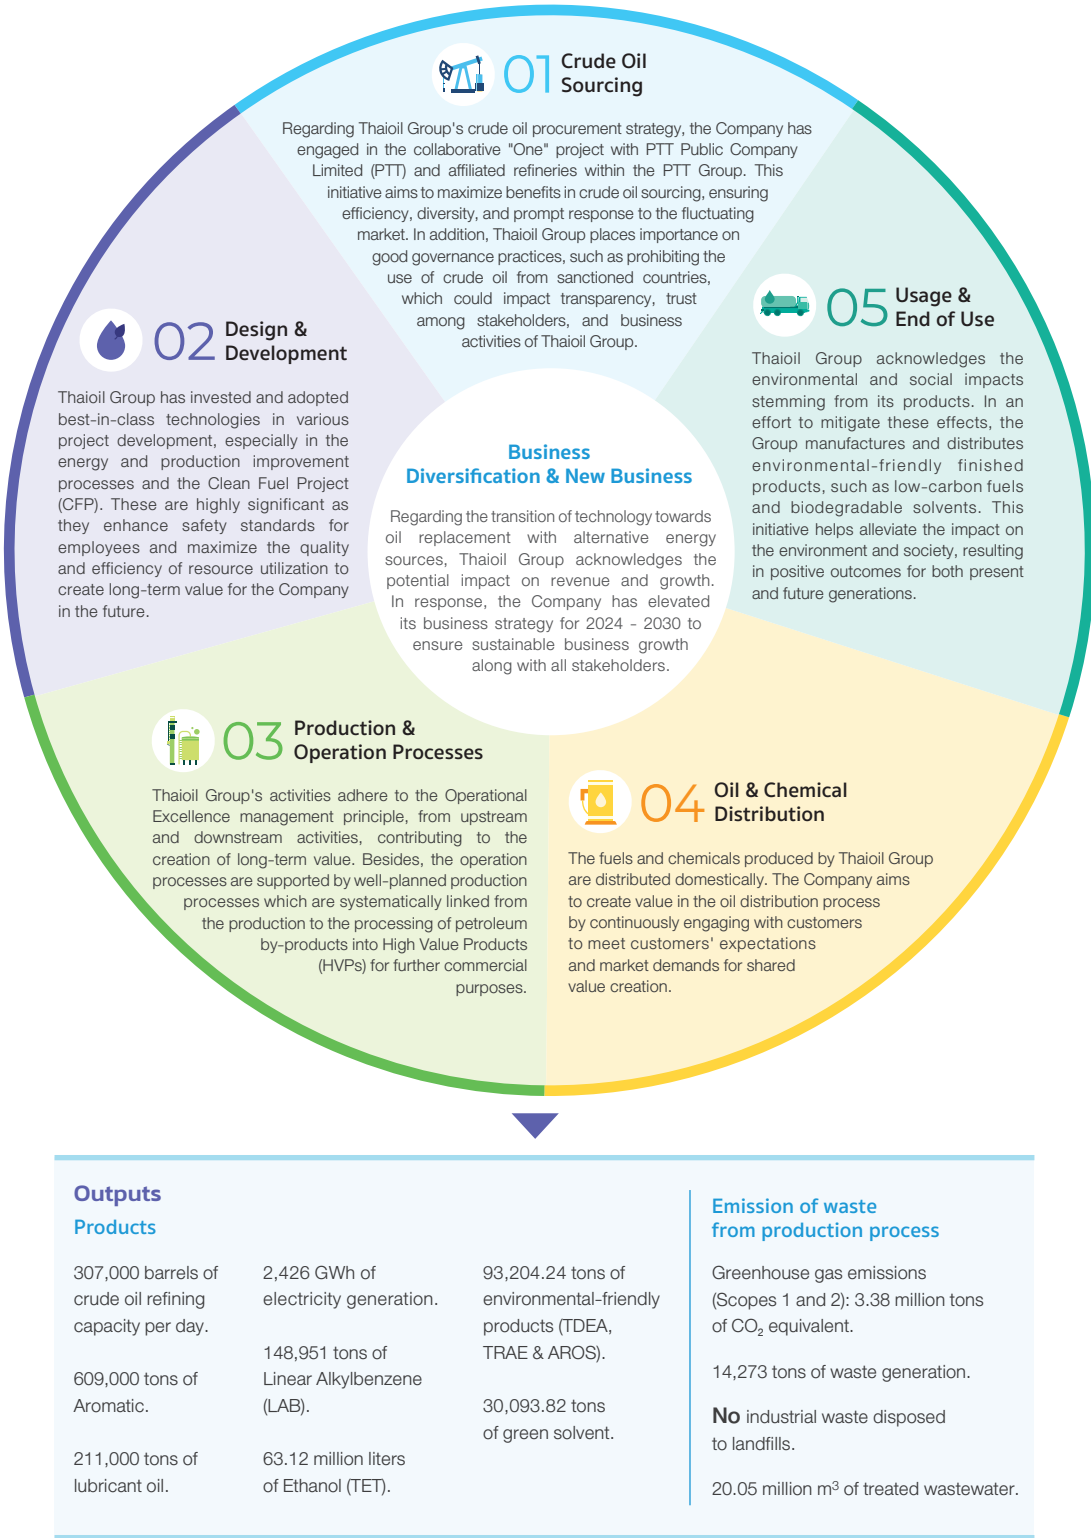 01 Crude Oil
Sourcing
Regarding Thaioil Group's crude oil procurement strategy, the Company has
engaged in the collaborative "One" project with PTT Public Company
Limited (PTT) and affiliated refineries within the PTT Group. This
initiative aims to maximize benefits in crude oil sourcing, ensuring
efficiency, diversity, and prompt response to the fluctuating
market. In addition, Thaioil Group places importance on
good governance practices, such as prohibiting the
use of crude oil from sanctioned countries,
which could impact transparency, trust
among stakeholders, and business
activities of Thaioil Group.
02 Design &
Development
Thaioil Group has invested and adopted
best-in-class technologies in various
project development, especially in the
energy and production improvement
processes and the Clean Fuel Project
(CFP). These are highly significant as
they enhance safety standards for
employees and maximize the quality
and efficiency of resource utilization to
create long-term value for the Company
in the future.
Business
Diversification & New Business
Regarding the transition of technology towards
oil replacement with alternative energy
sources, Thaioil Group acknowledges the
potential impact on revenue and growth.
In response, the Company has elevated
its business strategy for 2024 - 2030 to
ensure sustainable business growth
along with all stakeholders.
05 Usage &
End of Use
Thaioil Group acknowledges the
environmental and social impacts
stemming from its products. In an
effort to mitigate these effects, the
Group manufactures and distributes
environmental-friendly finished
products, such as low-carbon fuels
and biodegradable solvents. This
initiative helps alleviate the impact on
the environment and society, resulting
in positive outcomes for both present
and future generations.
03 Production &
Operation Processes
Thaioil Group's activities adhere to the Operational
Excellence management principle, from upstream
and downstream activities, contributing to the
creation of long-term value. Besides, the operation
processes are supported by well-planned production
processes which are systematically linked from
the production to the processing of petroleum
by-products into High Value Products
(HVPs) for further commercial
purposes.
04 Oil & Chemical
Distribution
The fuels and chemicals produced by Thaioil Group
are distributed domestically. The Company aims
to create value in the oil distribution process
by continuously engaging with customers
to meet customers' expectations
and market demands for shared
value creation.
Outputs
Products
307,000 barrels of
crude oil refining
capacity per day.
609,000 tons of
Aromatic.
211,000 tons of
lubricant oil.
2,426 GWh of
electricity generation.
148,951 tons of
Linear Alkylbenzene
(LAB).
63.12 million liters
of Ethanol (TET).
93,204.24 tons of
environmental-friendly
products (TDEA,
TRAE & AROS).
30,093.82 tons
of green solvent.
Emission of waste
from production process
Greenhouse gas emissions
(Scopes 1 and 2): 3.38 million tons
of CO₂ equivalent.
14,273 tons of waste generation.
No industrial waste disposed
to landfills.
20.05 million m³ of treated wastewater.